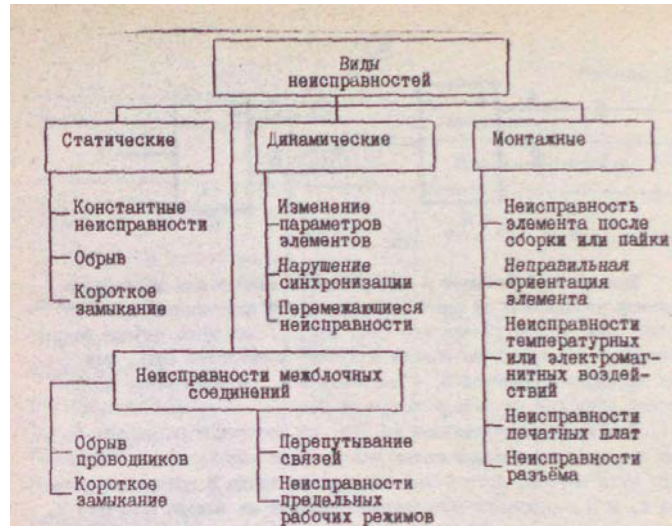 Виды
неисправностей
Статические
Константные
неисправности
Обрыв
Короткое
замыкание
Динамические
Изменение
параметров
элементов
Нарушение
синхронизации
Перемежающиеся
неисправности
Монтажные
Неисправность
элемента после
сборки или пайки
Неправильная
ориентация
элемента
Неисправности
температурных
или электромаг-
нитных воздей-
ствий
Неисправности
печатных плат
Неисправности
разъёма
Неисправности межблочных
соединений
Обрыв
проводников
Короткое
замыкание
Перепутывание
связей
Неисправности
предельных
рабочих режимов